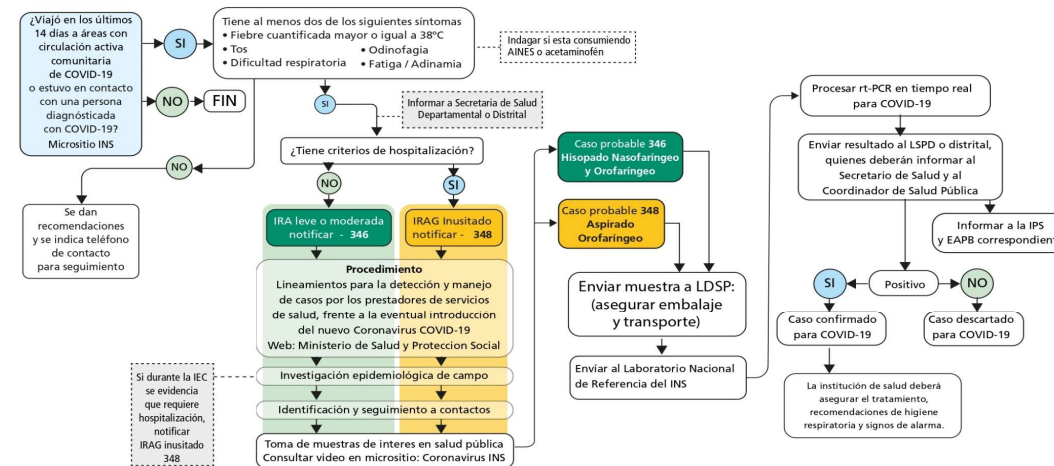 ¿Viajó en los últimos
14 días a áreas con
circulación activa
comunitaria
de COVID-19
o estuvo en contacto
con una persona
diagnósticada
con COVID-19?
Micrositio INS
SI
NO
FIN
Tiene al menos dos de los siguientes síntomas
• Fiebre cuantificada mayor o igual a 38ºC
• Tos
• Odinofagia
• Dificultad respiratoria
• Fatiga / Adinamia
Indagar si esta consumiendo
AINES o acetaminofén
NO
Se dan
recomendaciones
y se indica teléfono
de contacto
para seguimiento
SI
Informar a Secretaria de Salud
Departamental o Distrital
¿Tiene criterios de hospitalización?
NO
SI
IRA leve o moderada
notificar - 346
IRAG Inusitado
notificar - 348
Procedimiento
Lineamientos para la detección y manejo
de casos por los prestadores de servicios
de salud, frente a la eventual introducción
del nuevo Coronavirus COVID-19
Web: Ministerio de Salud y Proteccion Social
Investigación epidemiológica de campo
Identificación y seguimiento a contactos
Toma de muestras de interes en salud pública
Consultar video en micrositio: Coronavirus INS
Si durante la IEC
se evidencia
que requiere
hospitalización,
notificar
IRAG inusitado
348
Caso probable 346
Hisopado Nasofaríngeo
y Orofaríngeo
Caso probable 348
Aspirado
Orofaríngeo
Enviar muestra a LDSP:
(asegurar embalaje
y transporte)
Envíar al Laboratorio Nacional
de Referencia del INS
Procesar rt-PCR en tiempo real
para COVID-19
Enviar resultado al LSPD o distrital,
quienes deberán informar al
Secretario de Salud y al
Coordinador de Salud Pública
Informar a la IPS
y EAPB correspondient
Positivo
SI
NO
Caso confirmado
para COVID-19
Caso descartado
para COVID-19
La institución de salud deberá
asegurar el tratamiento,
recomendaciones de higiene
respiratoria y signos de alarma.